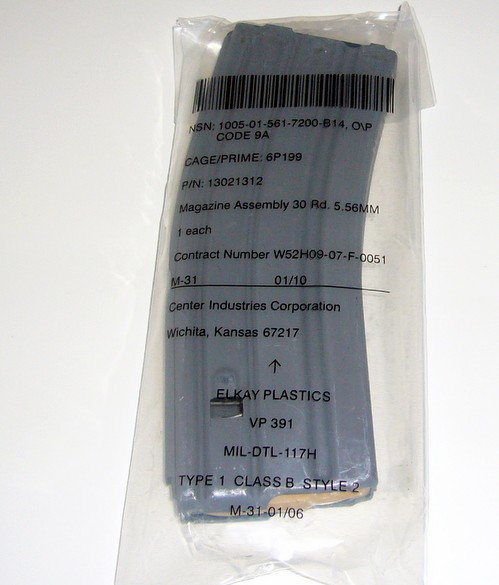 NSN: 1005-01-561-7200-B14, O\P
CODE 9A
CAGE/PRIME: 6P199
P/N: 13021312
Magazine Assembly 30 Rd. 5.56MM
1 each
Contract Number W52H09-07-F-0051
M-31 01/10
Center Industries Corporation
Wichita, Kansas 67217
↑
ELKAY PLASTICS
VP 391
MIL-DTL-117H
TYPE 1 CLASS B STYLE 2
M-31-01/06